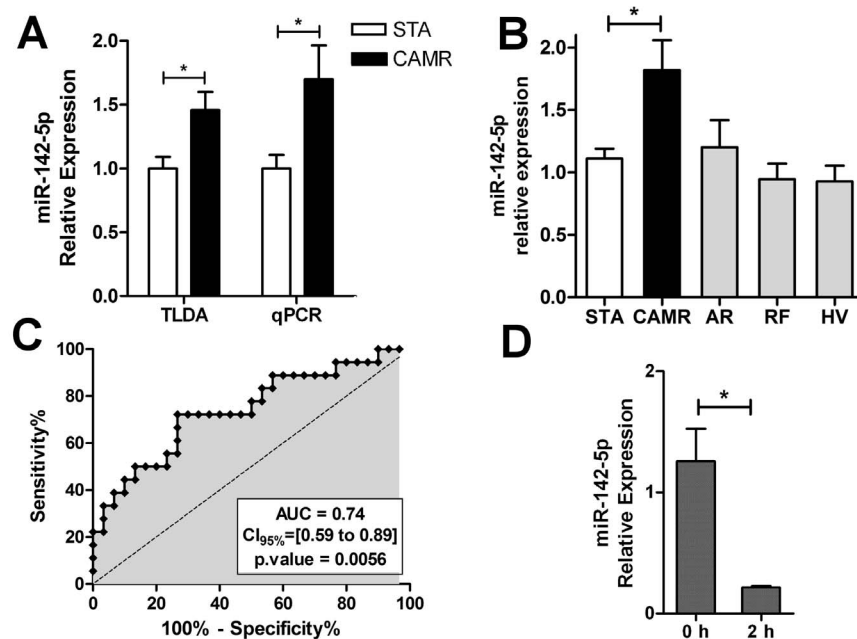 A
STA
CAMR
*
*
miR-142-5p
Relative Expression
2.0
1.5
1.0
0.5
0.0
TLDA
qPCR
B
*
miR-142-5p
relative expression
2.0
1.5
1.0
0.5
0.0
STA
CAMR
AR
RF
HV
C
Sensitivity%
100
80
60
40
20
0
AUC = 0.74
CI95%=[0.59 to 0.89]
p.value = 0.0056
0
20
40
60
80
100
100% - Specificity%
D
*
miR-142-5p
Relative Expression
2
1
0
0 h
2 h